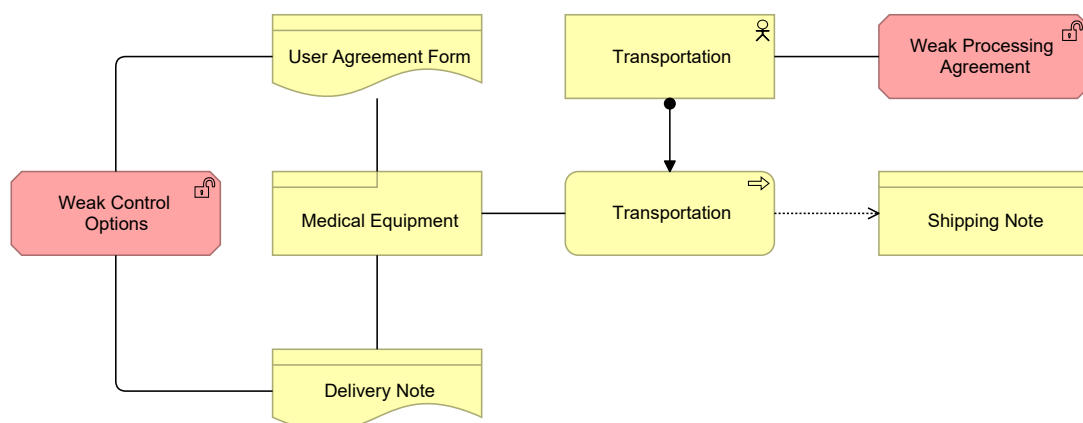 User Agreement Form
Transportation
Weak Processing
Agreement
Weak Control
Options
Medical Equipment
Transportation
Shipping Note
Delivery Note